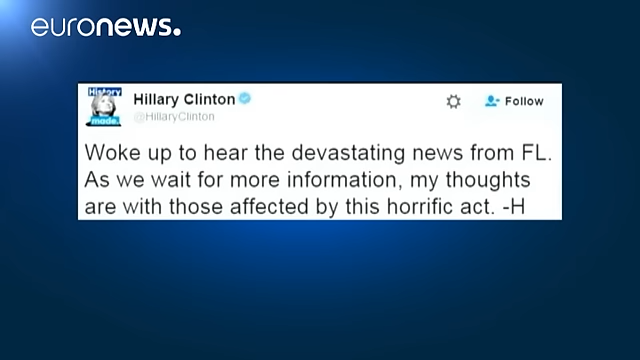 euronews.
History
made.
Hillary Clinton
Follow
@HillaryClinton
Woke up to hear the devastating news from FL.
As we wait for more information, my thoughts
are with those affected by this horrific act. -H